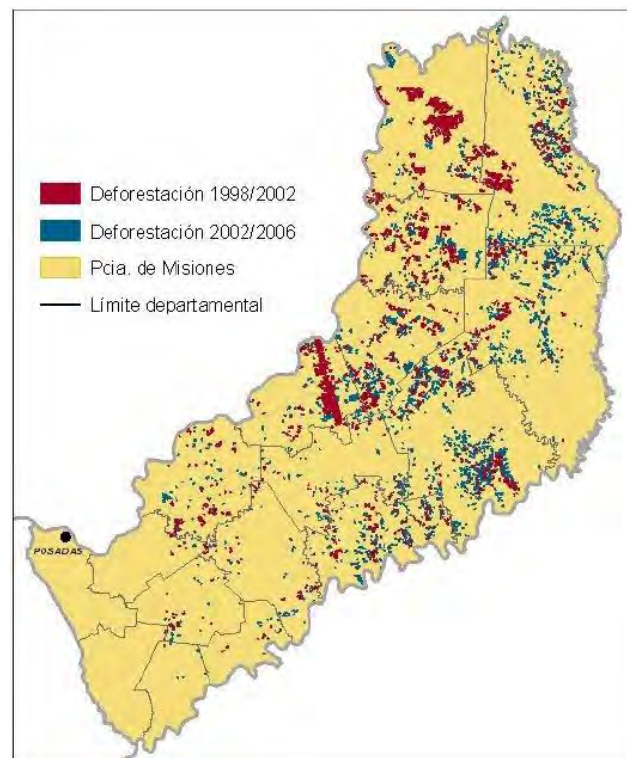 Deforestación 1998/2002
Deforestación 2002/2006
Pcia. de Misiones
Límite departamental
POSADAS